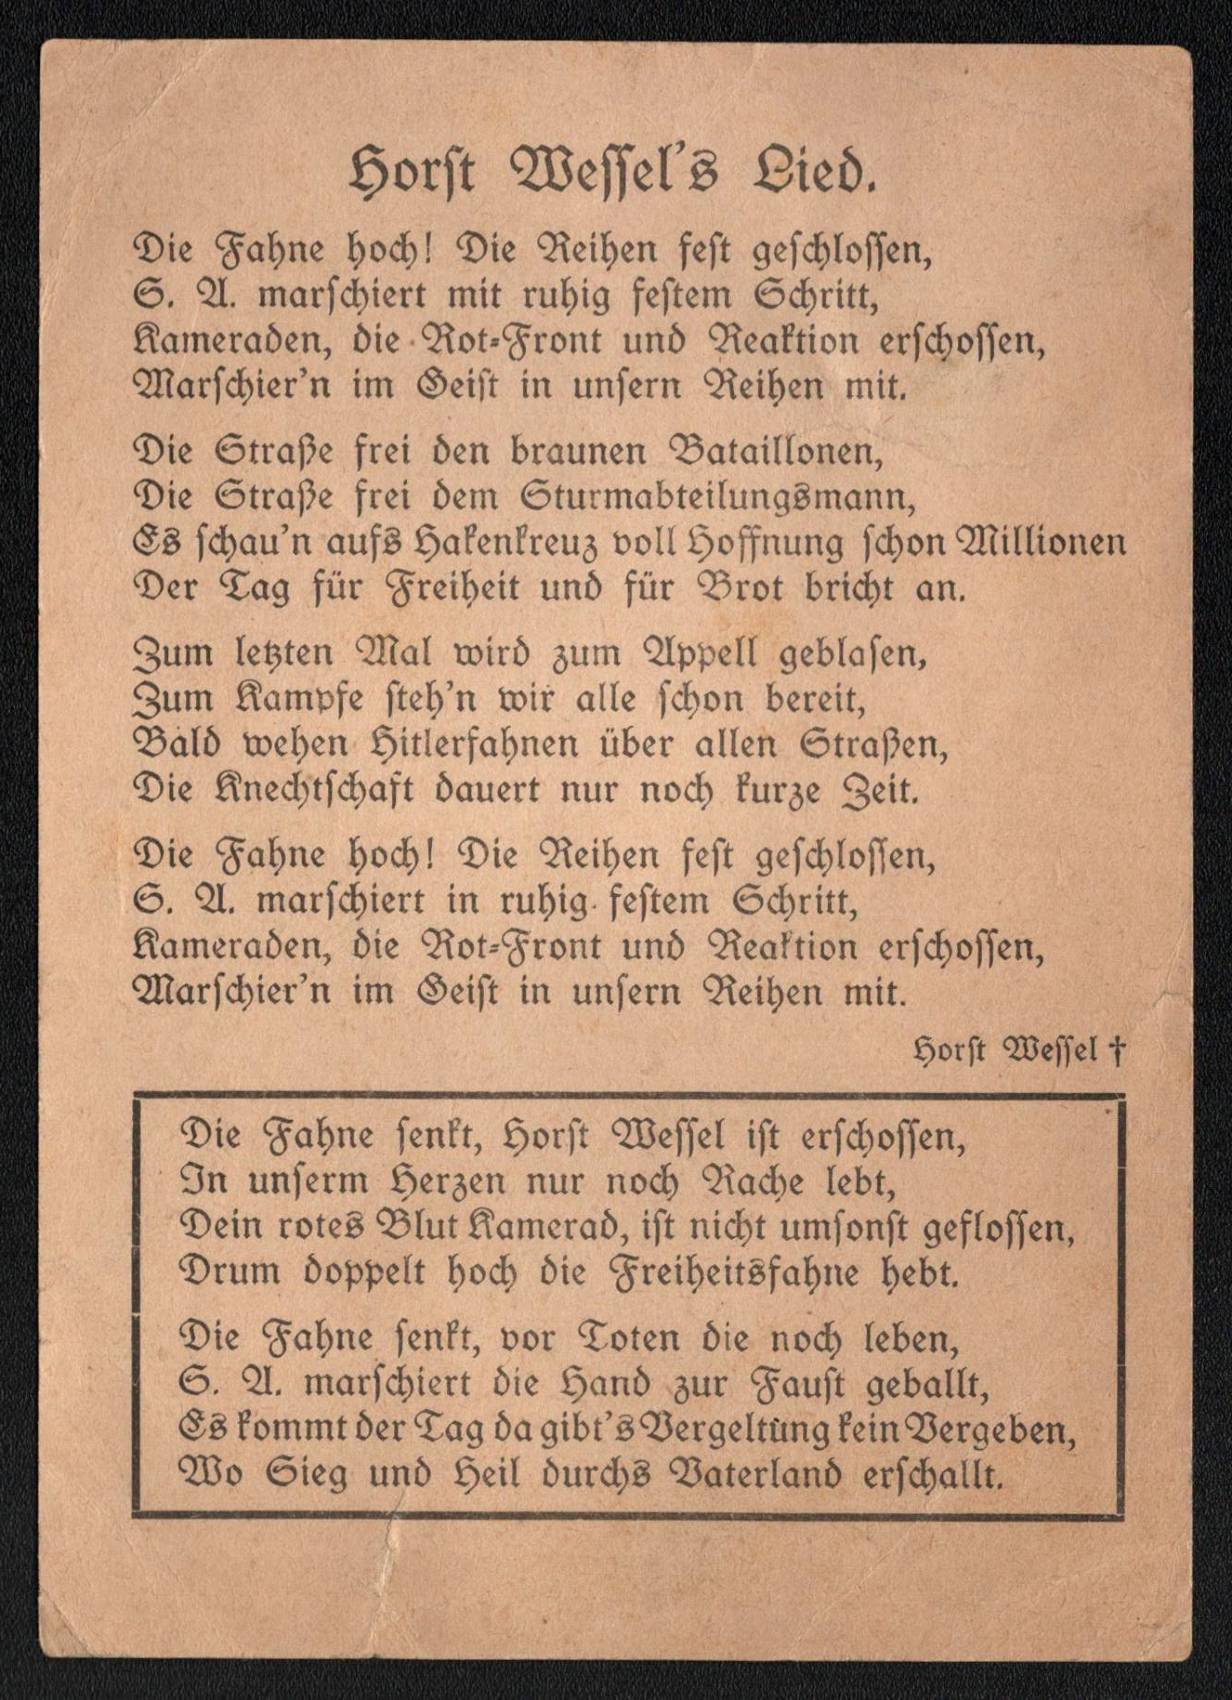 Horst Wessel's Lied.
Die Fahne hoch! Die Reihen fest geschlossen,
S. A. marschiert mit ruhig festem Schritt,
Kameraden, die Rot-Front und Reaktion erschossen,
Marschier'n im Geist in unsern Reihen mit.
Die Straße frei den braunen Bataillonen,
Die Straße frei dem Sturmabteilungsmann,
Es schau'n aufs Hakenkreuz voll Hoffnung schon Millionen
Der Tag für Freiheit und für Brot bricht an.
Zum letzten Mal wird zum Appell geblasen,
Zum Kampfe steh'n wir alle schon bereit,
Bald wehen Hitlerfahnen über allen Straßen,
Die Knechtschaft dauert nur noch kurze Zeit.
Die Fahne hoch! Die Reihen fest geschlossen,
S. A. marschiert in ruhig festem Schritt,
Kameraden, die Rot-Front und Reaktion erschossen,
Marschier'n im Geist in unsern Reihen mit.
Horst Wessel †
Die Fahne senkt, Horst Wessel ist erschossen,
In unserm Herzen nur noch Rache lebt,
Dein rotes Blut Kamerad, ist nicht umsonst geflossen,
Drum doppelt hoch die Freiheitsfahne hebt.
Die Fahne senkt, vor Toten die noch leben,
S. A. marschiert die Hand zur Faust geballt,
Es kommt der Tag da gibt's Vergeltung kein Vergeben,
Wo Sieg und Heil durchs Vaterland erschallt.